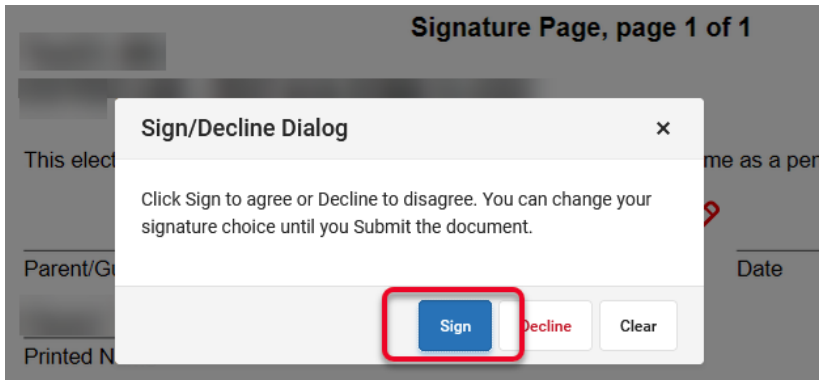 Signature Page, page 1 of 1
Sign/Decline Dialog ×
This elect me as a per
Click Sign to agree or Decline to disagree. You can change your
signature choice until you Submit the document.
Parent/Gu Date
Sign Decline Clear
Printed N